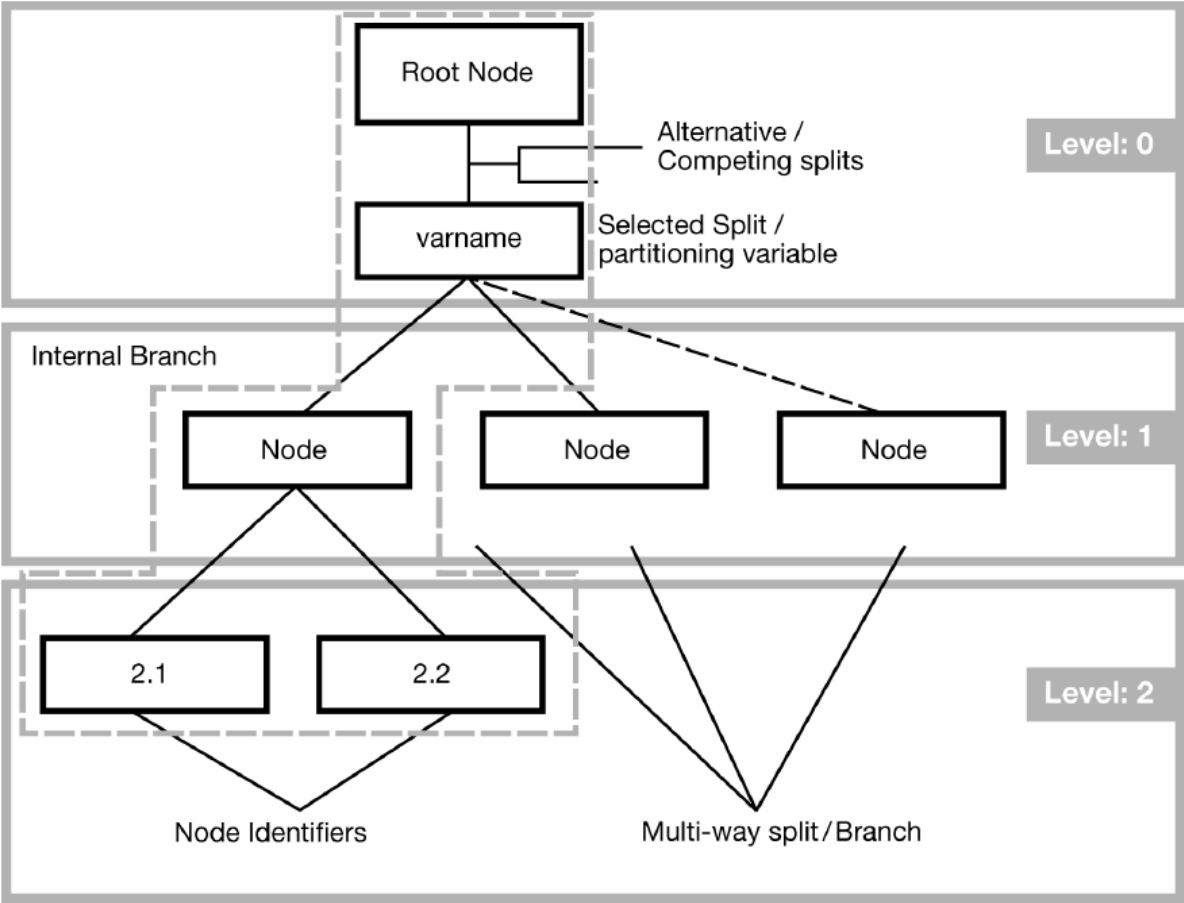 Root Node
Alternative /
Competing splits
Level: 0
varname
Selected Split /
partitioning variable
Internal Branch
Node
Node
Node
Level: 1
2.1
2.2
Level: 2
Node Identifiers
Multi-way split/Branch